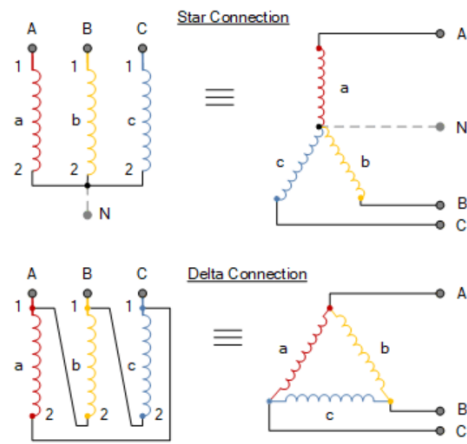 Star Connection
A B C A
1 1 1
a b c a
N
c b
2 2 2
B
N C
Delta Connection
A B C A
1 1 1
a b c a b
2 2 2 c
B
C